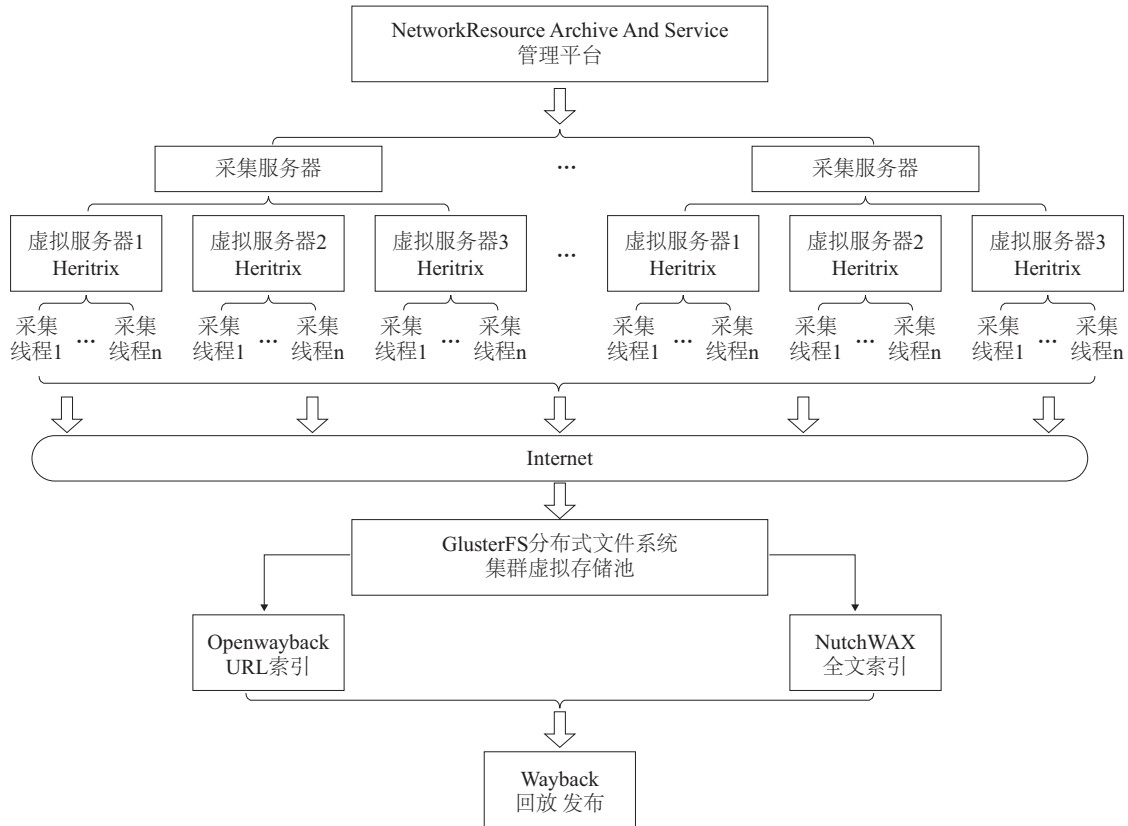 NetworkResource Archive And Service
管理平台
采集服务器
...
采集服务器
虚拟服务器1
Heritrix
虚拟服务器2
Heritrix
虚拟服务器3
Heritrix
...
虚拟服务器1
Heritrix
虚拟服务器2
Heritrix
虚拟服务器3
Heritrix
采集
线程1
...
采集
线程n
采集
线程1
...
采集
线程n
采集
线程1
...
采集
线程n
采集
线程1
...
采集
线程n
采集
线程1
...
采集
线程n
采集
线程1
...
采集
线程n
Internet
GlusterFS分布式文件系统
集群虚拟存储池
Openwayback
URL索引
NutchWAX
全文索引
Wayback
回放 发布